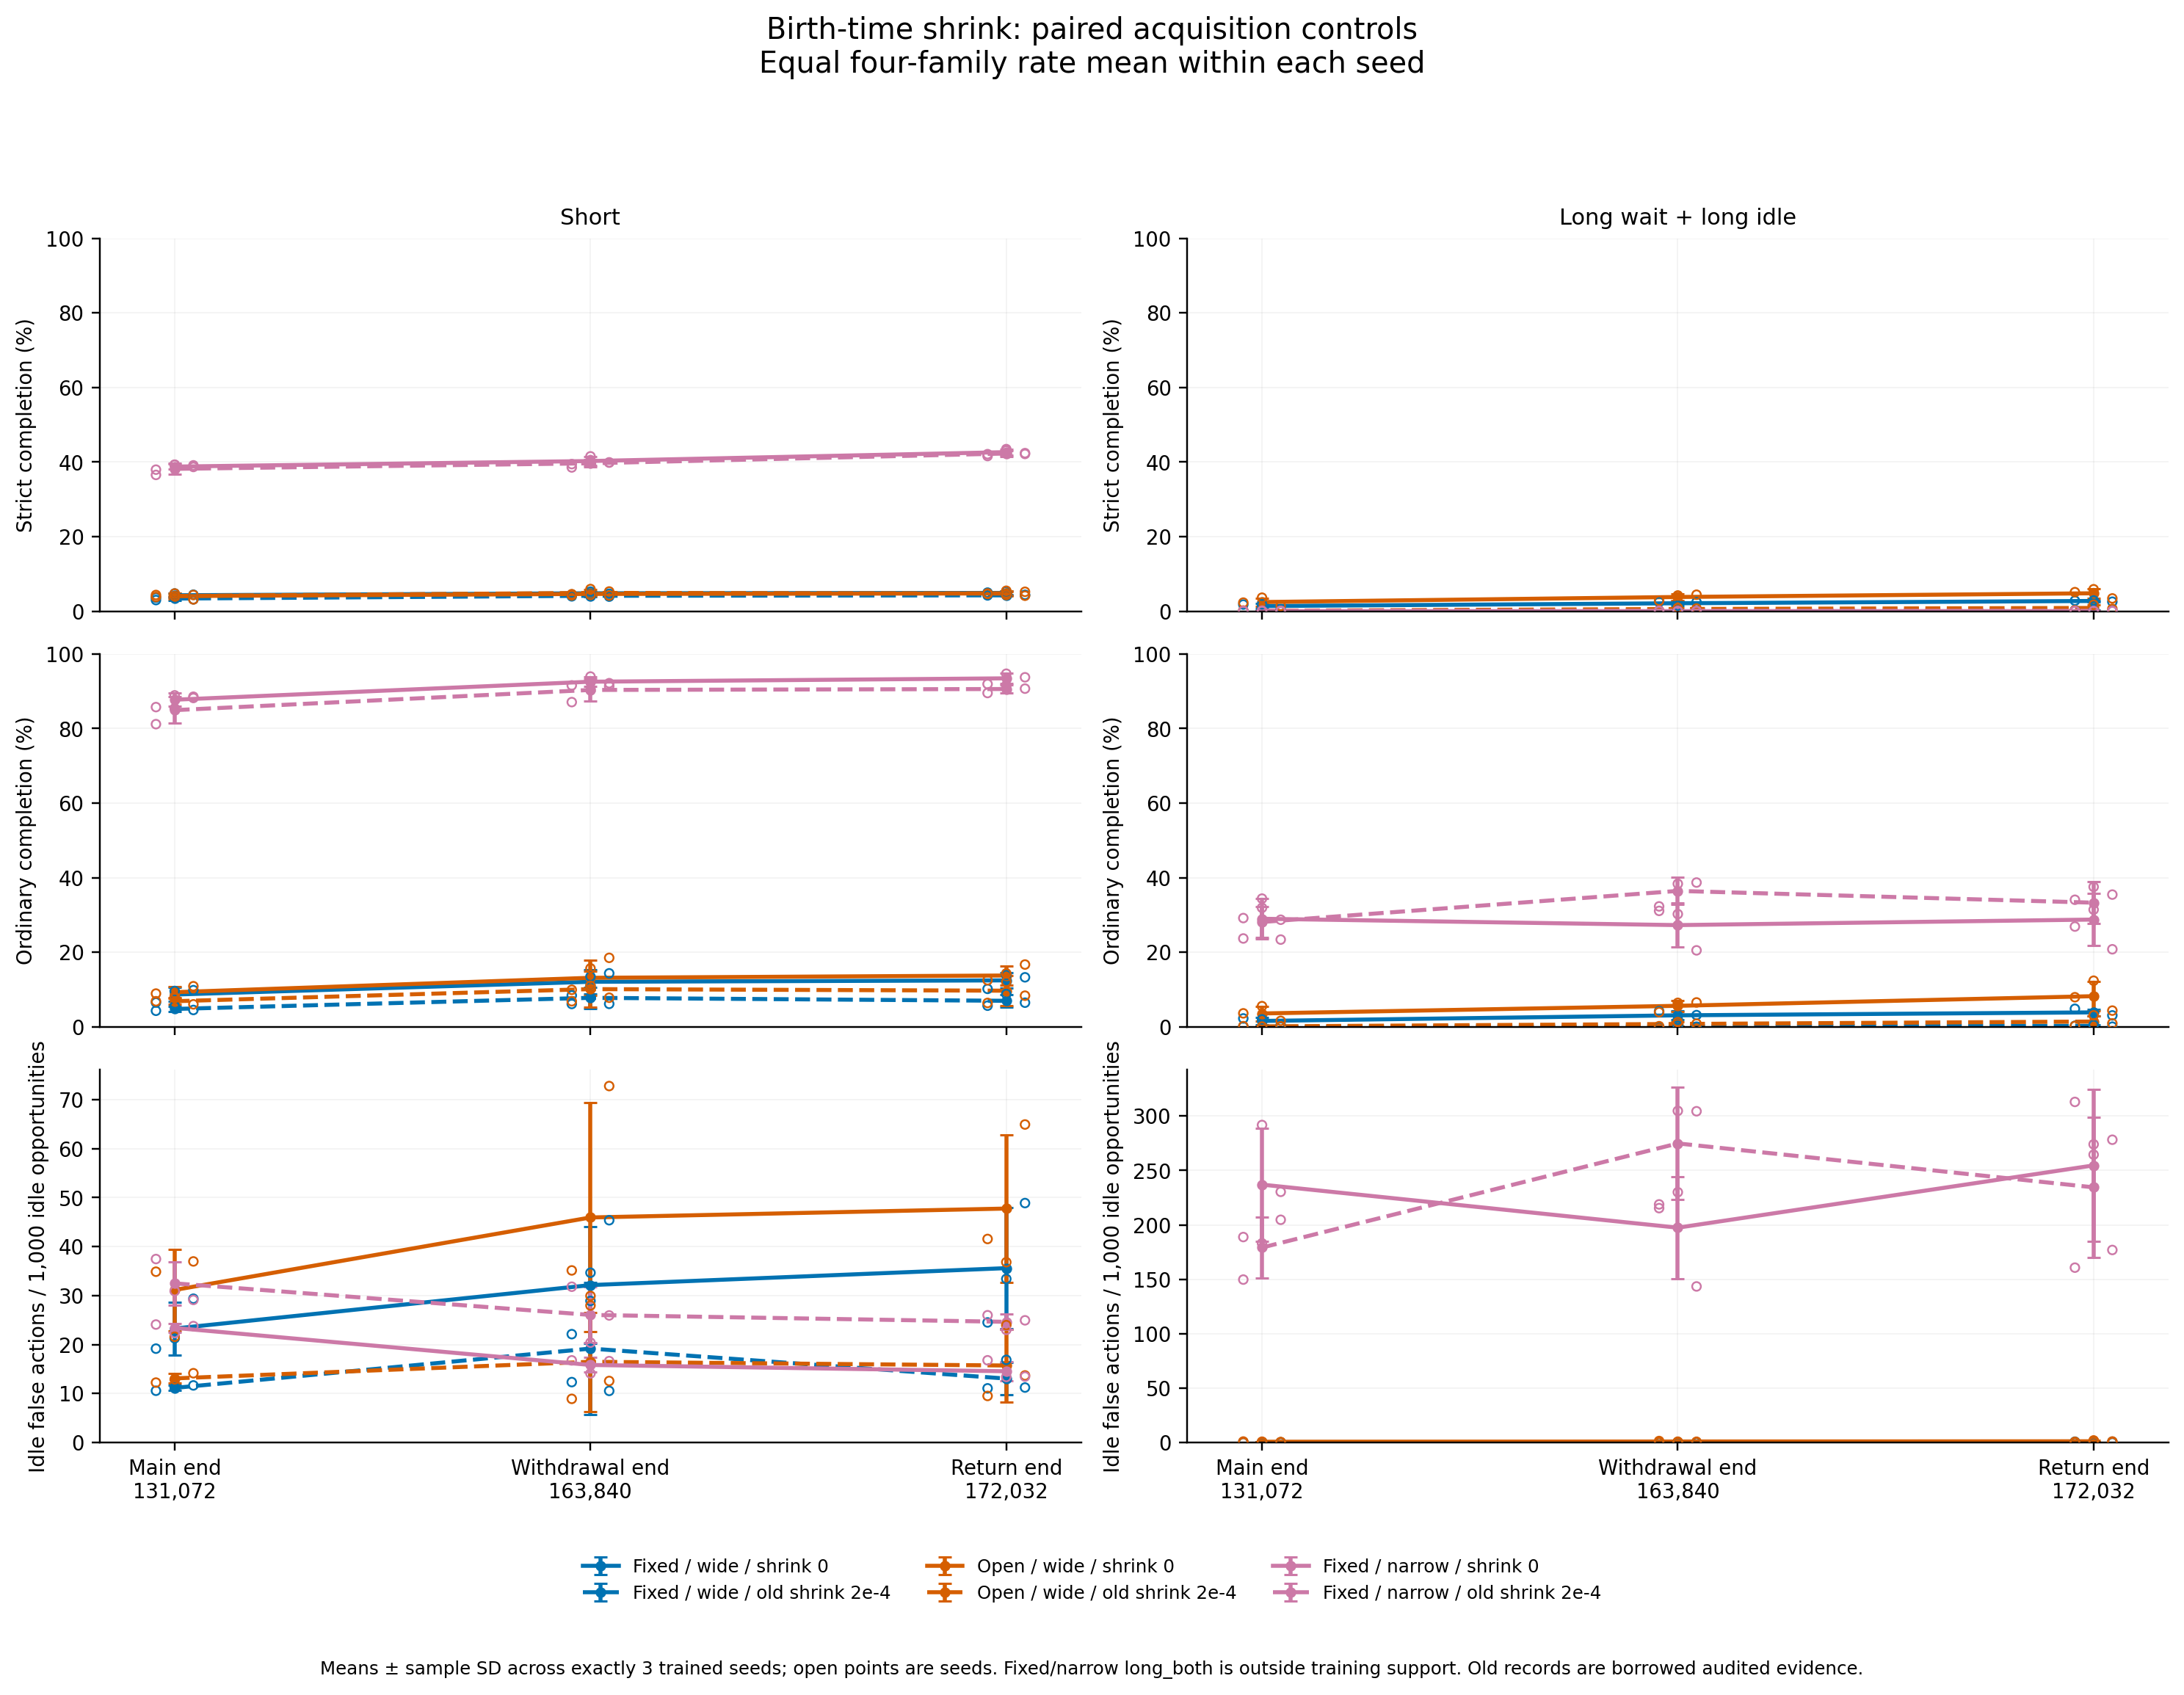 Birth-time shrink: paired acquisition controls
Equal four-family rate mean within each seed
Short
Long wait + long idle
Strict completion (%)
100
80
60
40
20
0
Strict completion (%)
100
80
60
40
20
0
Ordinary completion (%)
100
80
60
40
20
0
Ordinary completion (%)
100
80
60
40
20
0
Idle false actions / 1,000 idle opportunities
70
60
50
40
30
20
10
0
Idle false actions / 1,000 idle opportunities
300
250
200
150
100
50
0
Main end
131,072
Withdrawal end
163,840
Return end
172,032
Main end
131,072
Withdrawal end
163,840
Return end
172,032
Fixed / wide / shrink 0
Fixed / wide / old shrink 2e-4
Open / wide / shrink 0
Open / wide / old shrink 2e-4
Fixed / narrow / shrink 0
Fixed / narrow / old shrink 2e-4
Means ± sample SD across exactly 3 trained seeds; open points are seeds. Fixed/narrow long_both is outside training support. Old records are borrowed audited evidence.